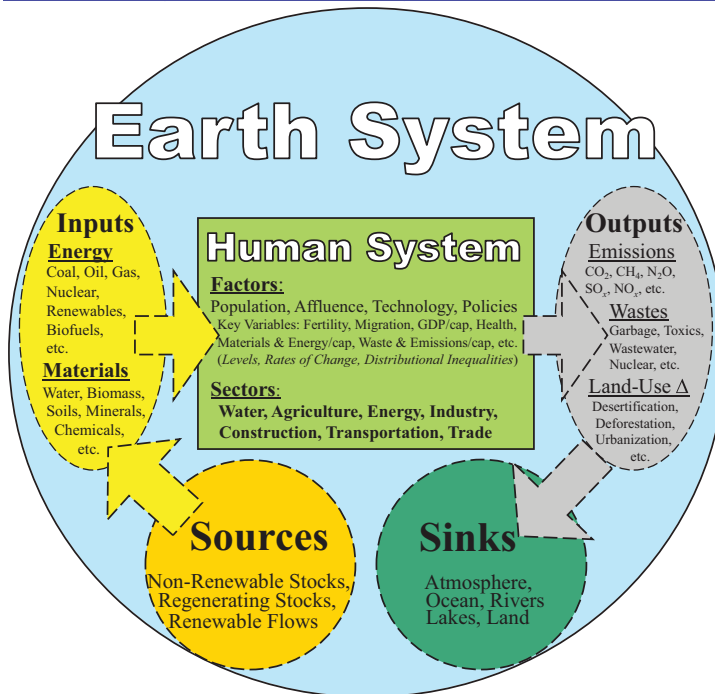 Earth System
Inputs
Energy
Coal, Oil, Gas,
Nuclear,
Renewables,
Biofuels,
etc.
Materials
Water, Biomass,
Soils, Minerals,
Chemicals,
etc.
Human System
Factors:
Population, Affluence, Technology, Policies
Key Variables: Fertility, Migration, GDP/cap, Health,
Materials & Energy/cap, Waste & Emissions/cap, etc.
(Levels, Rates of Change, Distributional Inequalities)
Sectors:
Water, Agriculture, Energy, Industry,
Construction, Transportation, Trade
Outputs
Emissions
CO₂, CH₄, N₂O,
SOₓ, NOₓ, etc.
Wastes
Garbage, Toxics,
Wastewater,
Nuclear, etc.
Land-Use Δ
Desertification,
Deforestation,
Urbanization,
etc.
Sources
Non-Renewable Stocks,
Regenerating Stocks,
Renewable Flows
Sinks
Atmosphere,
Ocean, Rivers
Lakes, Land